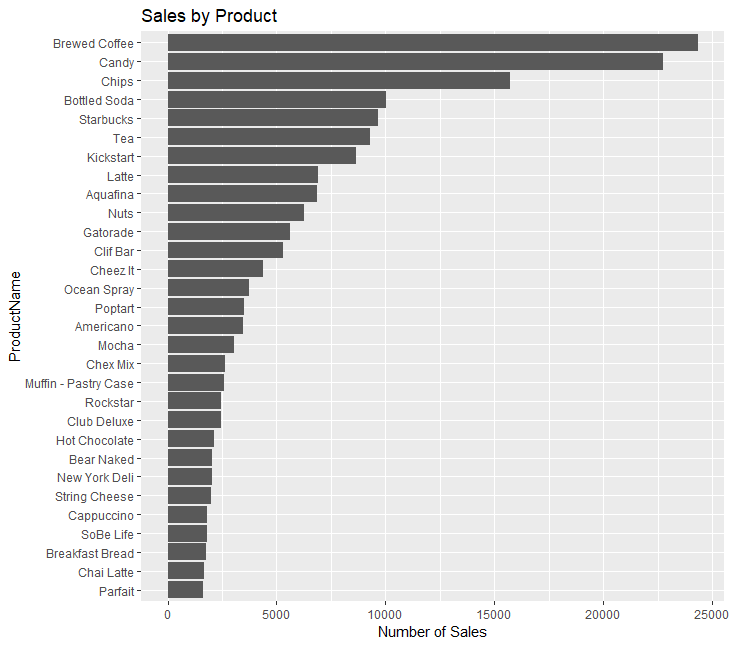 Sales by Product
ProductName
Brewed Coffee
Candy
Chips
Bottled Soda
Starbucks
Tea
Kickstart
Latte
Aquafina
Nuts
Gatorade
Clif Bar
Cheez It
Ocean Spray
Poptart
Americano
Mocha
Chex Mix
Muffin - Pastry Case
Rockstar
Club Deluxe
Hot Chocolate
Bear Naked
New York Deli
String Cheese
Cappuccino
SoBe Life
Breakfast Bread
Chai Latte
Parfait
0 5000 10000 15000 20000 25000
Number of Sales